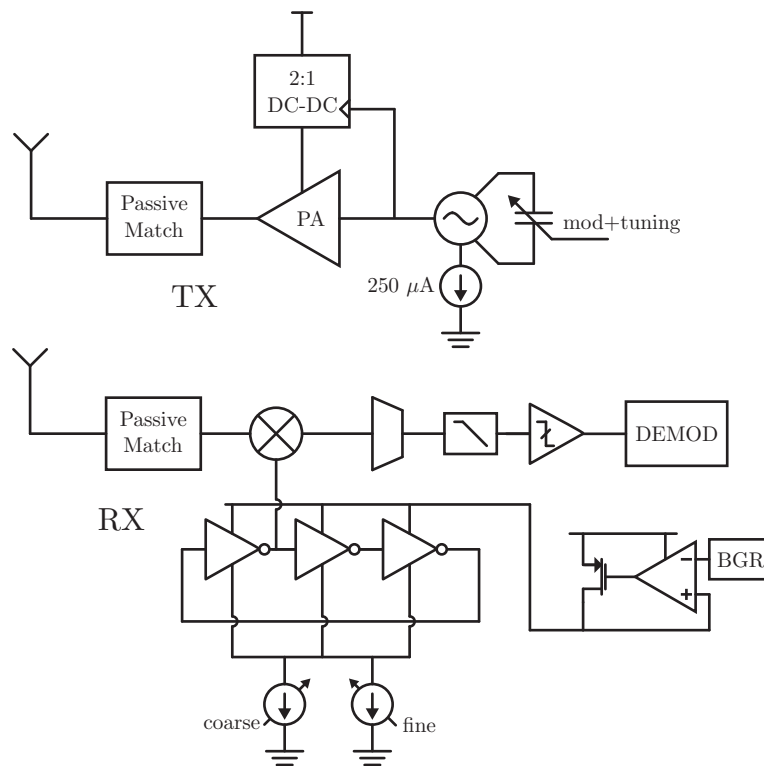 2:1
DC-DC
Passive
Match
PA
mod+tuning
250 μA
TX
Passive
Match
DEMOD
RX
BGR
coarse
fine